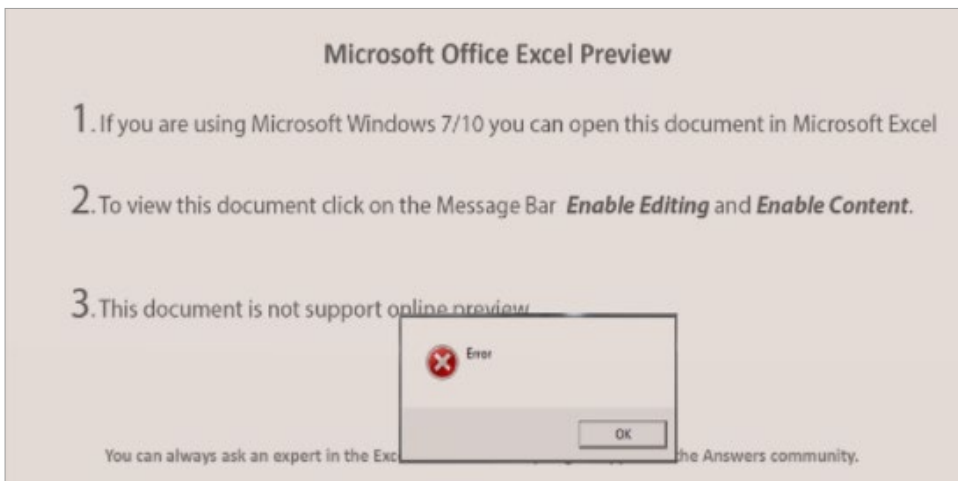 Microsoft Office Excel Preview
1. If you are using Microsoft Windows 7/10 you can open this document in Microsoft Excel
2. To view this document click on the Message Bar Enable Editing and Enable Content.
3. This document is not support online preview
Error
OK
You can always ask an expert in the Exc he Answers community.